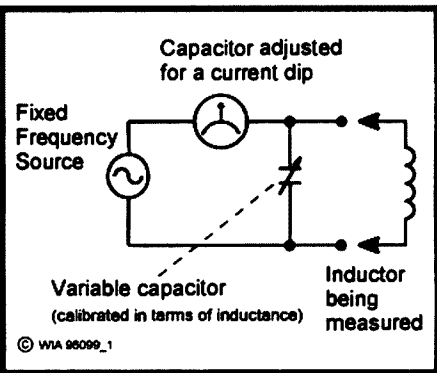 Capacitor adjusted
for a current dip
Fixed
Frequency
Source
Variable capacitor
(calibrated in terms of inductance)
Inductor
being
measured
© WIA 96099_1